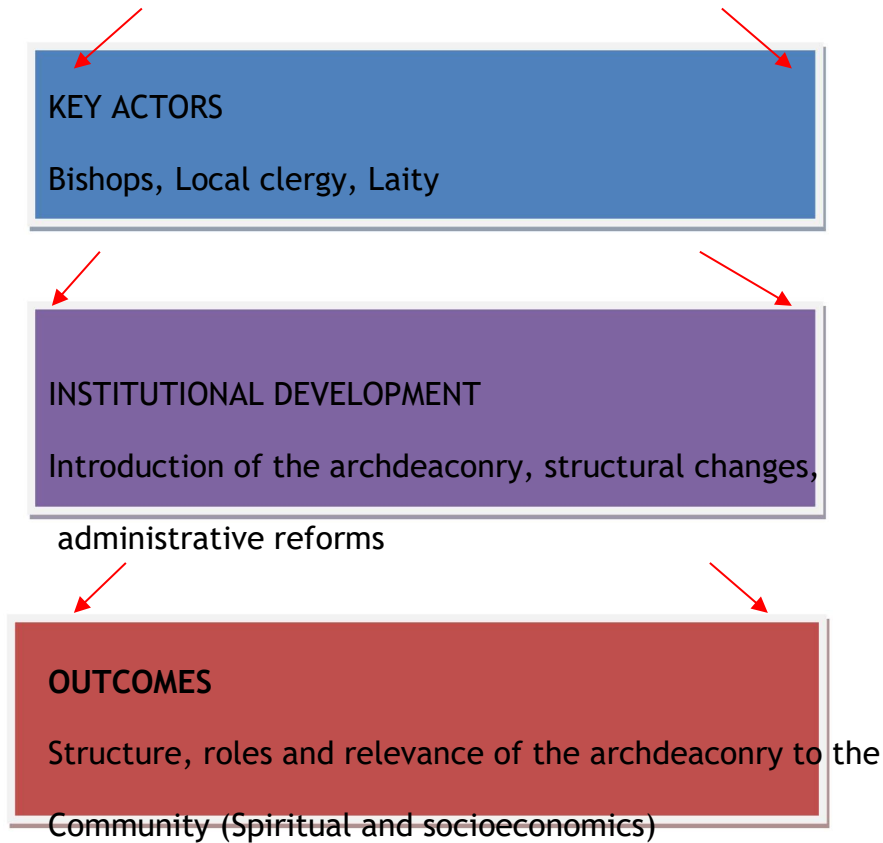 KEY ACTORS
Bishops, Local clergy, Laity
INSTITUTIONAL DEVELOPMENT
Introduction of the archdeaconry, structural changes,
administrative reforms
OUTCOMES
Structure, roles and relevance of the archdeaconry to the
Community (Spiritual and socioeconomics)